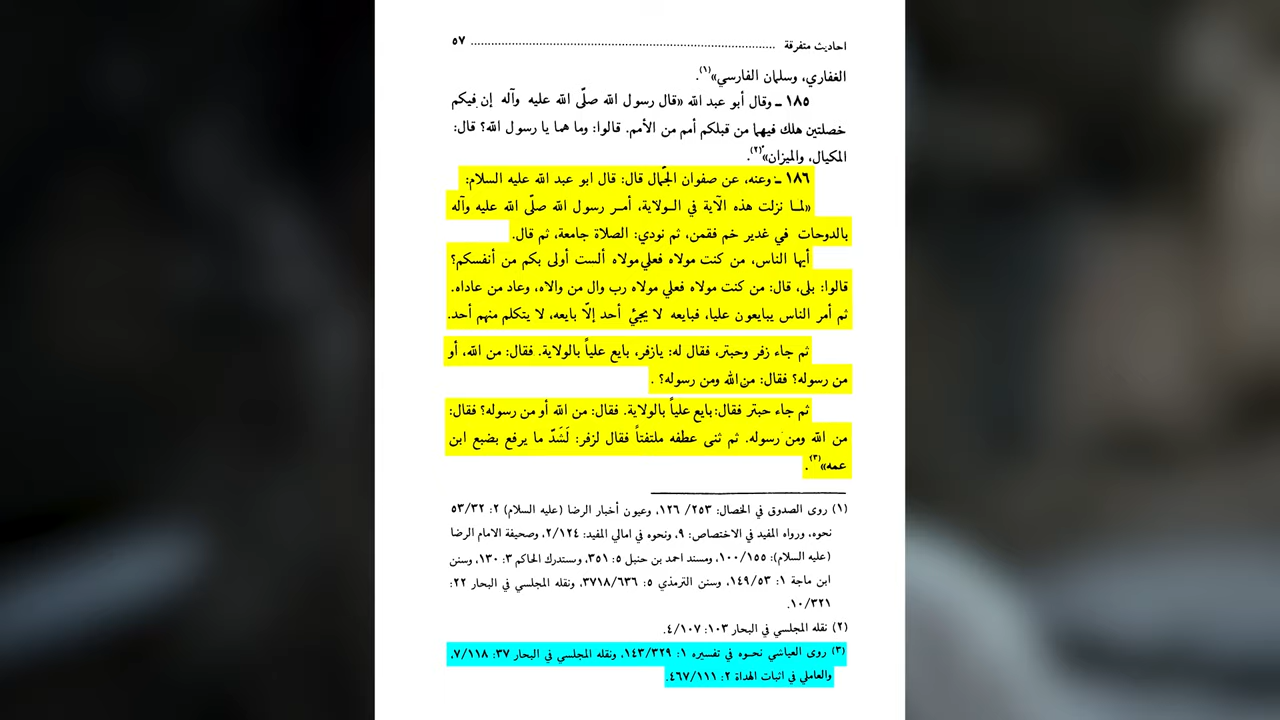 احاديث متفرقة ........................................................................ ٥٧
الغفاري، وسلمان الفارسي»(١).
١٨٥ ـ وقال أبو عبد الله «قال رسول الله صلّى الله عليه وآله إن فيكم
خصلتين هلك فيهما من قبلكم أمم من الأمم. قالوا: وما هما يا رسول الله؟ قال:
المكيال، والميزان»(٢).
١٨٦ ـ وعنه، عن صفوان الجّمال قال: قال ابو عبد الله عليه السلام:
«لمـا نزلت هذه الآية في الـولاية، أمـر رسول الله صلّى الله عليه وآله
بالدوحات في غدير خم فقمن، ثم نودي: الصلاة جامعة، ثم قال.
أيها الناس، من كنت مولاه فعلي مولاه ألست أولى بكم من أنفسكم؟
قالوا: بلى، قال: من كنت مولاه فعلي مولاه رب وال من والاه، وعاد من عاداه.
ثم أمر الناس يبايعون عليا، فبايعه لا يجيٴ أحد إلّا بايعه، لا يتكلم منهم أحد.
ثم جاء زفر وحبتر، فقال له: يازفر، بايع علياً بالولاية. فقال: من الله، أو
من رسوله؟ فقال: من الله ومن رسوله؟ .
ثم جاء حبتر فقال: بايع علياً بالولاية. فقال: من الله أو من رسوله؟ فقال:
من الله ومن رسوله. ثم ثنى عطفه ملتفتاً فقال لزفر: لَشَدّ ما يرفع بضبع ابن
عمه»(٣).
(١) روى الصدوق في الخصال: ٢٥٣/ ١٢٦، وعيون أخبار الرضا (عليه السلام) ٢: ٥٣/٣٢
نحوه، ورواه المفيد في الاختصاص: ٩، ونحوه في امالي المفيد: ٢/١٢٤، وصحيفة الامام الرضا
(عليه السلام): ١٠٠/١٥٥، ومسند احمد بن حنبل ٥: ٣٥١، وستدرك الحاكم ٣: ١٣٠، وسنن
ابن ماجة ١: ١٤٩/٥٣، وسنن الترمذي ٥: ٣٧١٨/٦٣٦، ونقله المجلسي في البحار ٢٢:
١٠/٣٢١.
(٢) نقله المجلسي في البحار ١٠٣: ٤/١٠٧.
(٣) روى العياشي نحـوه في تفسيره ١: ١٤٣/٣٢٩، ونقله المجلسي في البحار ٣٧: ٧/١١٨،
والعاملي في اثبات الهداة ٢: ٤٦٧/١١١.